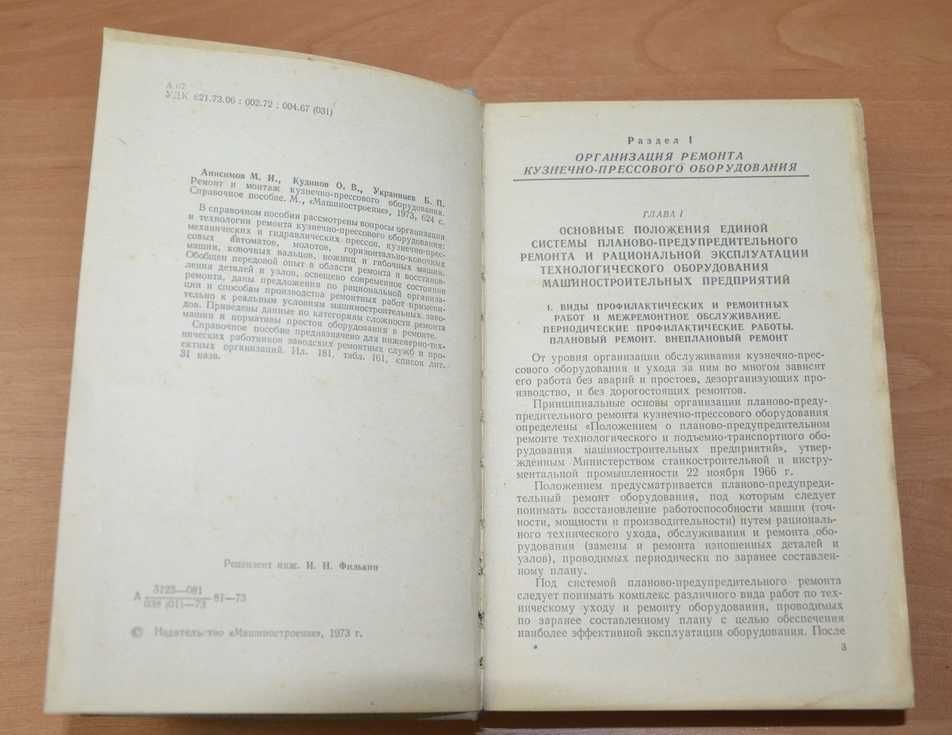 А 67
УДК 621.73.06 : 002.72 : 004.67 (031)
Анисимов М. И., Кудинов О. В., Украинцев Б. П.
Ремонт и монтаж кузнечно-прессового оборудования.
Справочное пособие. М., «Машиностроение», 1973, 624 с.
В справочном пособии рассмотрены вопросы организации
и технологии ремонта кузнечно-прессового оборудования:
механических и гидравлических прессов, кузнечно-прес-
совых автоматов, молотов, горизонтально-ковочных
машин, ковочных вальцов, ножниц и гибочных машин.
Обобщен передовой опыт в области ремонта и восстанов-
ления деталей и узлов, освещено современное состояние
ремонта, даны предложения по рациональной организа-
ции и способам производства ремонтных работ примени-
тельно к реальным условиям машиностроительных заво-
дов. Приведены данные по категориям сложности ремонта
машин и нормативы простоя оборудования в ремонте.
Справочное пособие предназначено для инженерно-тех-
нических работников заводских ремонтных служб и про-
ектных организаций. Ил. 181, табл. 161, список лит.
31 назв.
Рецензент инж. И. И. Филькин
А 3123—081
038 (01)—73 81—73
© Издательство «Машиностроение», 1973 г.
Раздел I
ОРГАНИЗАЦИЯ РЕМОНТА
КУЗНЕЧНО-ПРЕССОВОГО ОБОРУДОВАНИЯ
ГЛАВА I
ОСНОВНЫЕ ПОЛОЖЕНИЯ ЕДИНОЙ
СИСТЕМЫ ПЛАНОВО-ПРЕДУПРЕДИТЕЛЬНОГО
РЕМОНТА И РАЦИОНАЛЬНОЙ ЭКСПЛУАТАЦИИ
ТЕХНОЛОГИЧЕСКОГО ОБОРУДОВАНИЯ
МАШИНОСТРОИТЕЛЬНЫХ ПРЕДПРИЯТИЙ
1. ВИДЫ ПРОФИЛАКТИЧЕСКИХ И РЕМОНТНЫХ
РАБОТ И МЕЖРЕМОНТНОЕ ОБСЛУЖИВАНИЕ.
ПЕРИОДИЧЕСКИЕ ПРОФИЛАКТИЧЕСКИЕ РАБОТЫ.
ПЛАНОВЫЙ РЕМОНТ. ВНЕПЛАНОВЫЙ РЕМОНТ
От уровня организации обслуживания кузнечно-прес-
сового оборудования и ухода за ним во многом зависит
его работа без аварий и простоев, дезорганизующих про-
изводство, и без дорогостоящих ремонтов.
Принципиальные основы организации планово-преду-
предительного ремонта кузнечно-прессового оборудования
определены «Положением о планово-предупредительном
ремонте технологического и подъемно-транспортного обо-
рудования машиностроительных предприятий», утвер-
жденным Министерством станкостроительной и инстру-
ментальной промышленности 22 ноября 1966 г.
Положением предусматривается планово-предупреди-
тельный ремонт оборудования, под которым следует
понимать восстановление работоспособности машин (точ-
ности, мощности и производительности) путем рациональ-
ного технического ухода, обслуживания и ремонта обо-
рудования (замены и ремонта изношенных деталей и
узлов), проводимых периодически по заранее составлен-
ному плану.
Под системой планово-предупредительного ремонта
следует понимать комплекс различного вида работ по тех-
ническому уходу и ремонту оборудования, проводимых
по заранее составленному плану с целью обеспечения
наиболее эффективной эксплуатации оборудования. После
* 3